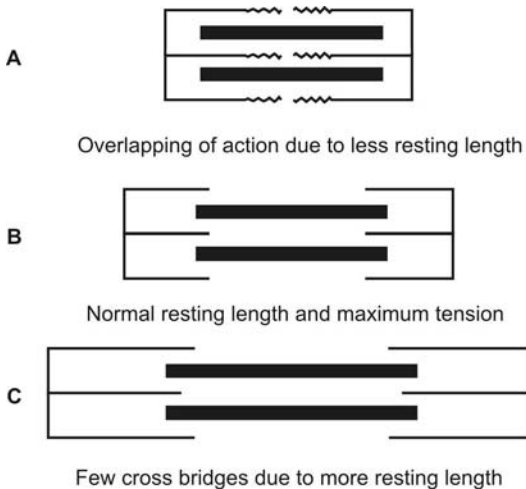 A
Overlapping of action due to less resting length
B
Normal resting length and maximum tension
C
Few cross bridges due to more resting length